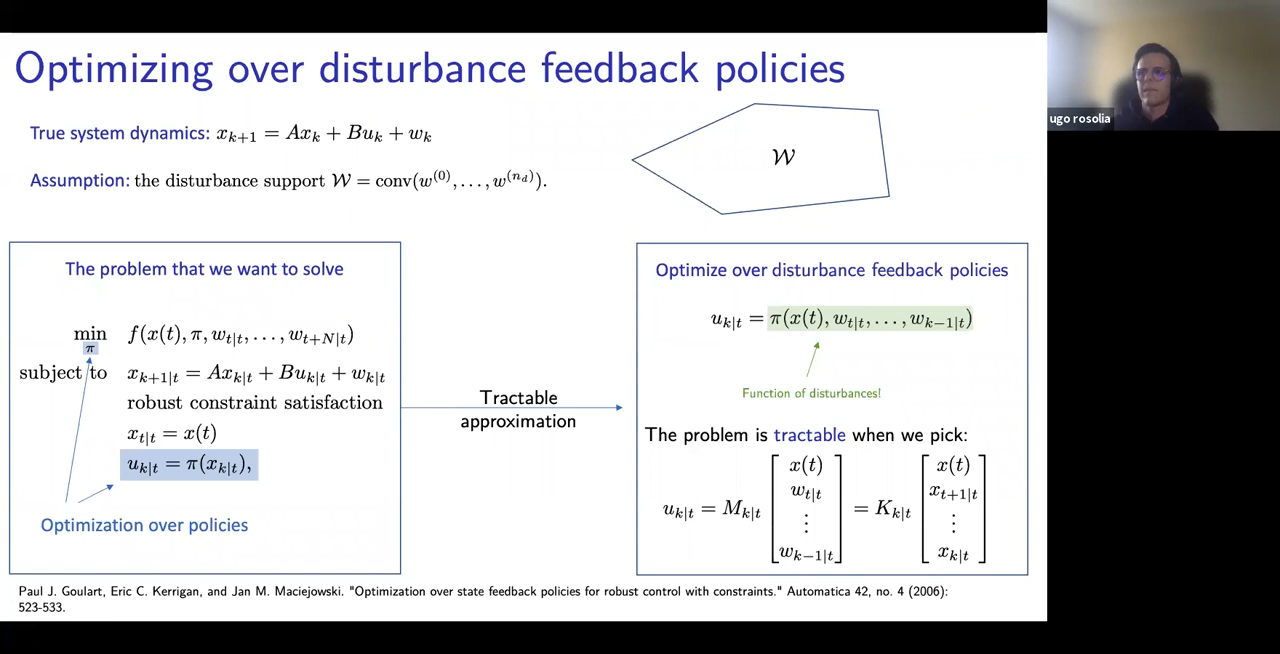 Optimizing over disturbance feedback policies
ugo rosolia
True system dynamics: x_{k+1} = Ax_k + Bu_k + w_k
Assumption: the disturbance support 𝒲 = conv(w^{(0)}, . . . , w^{(n_d)}).
𝒲
The problem that we want to solve
min_π f(x(t), π, w_{t|t}, . . . , w_{t+N|t})
subject to x_{k+1|t} = Ax_{k|t} + Bu_{k|t} + w_{k|t}
robust constraint satisfaction
x_{t|t} = x(t)
u_{k|t} = π(x_{k|t}),
Optimization over policies
Tractable
approximation
Optimize over disturbance feedback policies
u_{k|t} = π(x(t), w_{t|t}, . . . , w_{k−1|t})
Function of disturbances!
The problem is tractable when we pick:
u_{k|t} = M_{k|t} [x(t) w_{t|t} ⋮ w_{k−1|t}] = K_{k|t} [x(t) x_{t+1|t} ⋮ x_{k|t}]
Paul J. Goulart, Eric C. Kerrigan, and Jan M. Maciejowski. "Optimization over state feedback policies for robust control with constraints." Automatica 42, no. 4 (2006):
523-533.